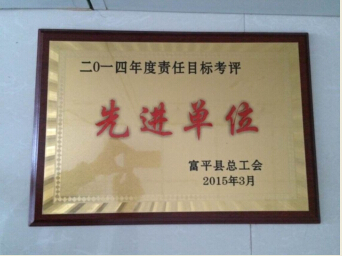 二0一四年度责任目标考评
先进单位
富平县总工会
2015年3月